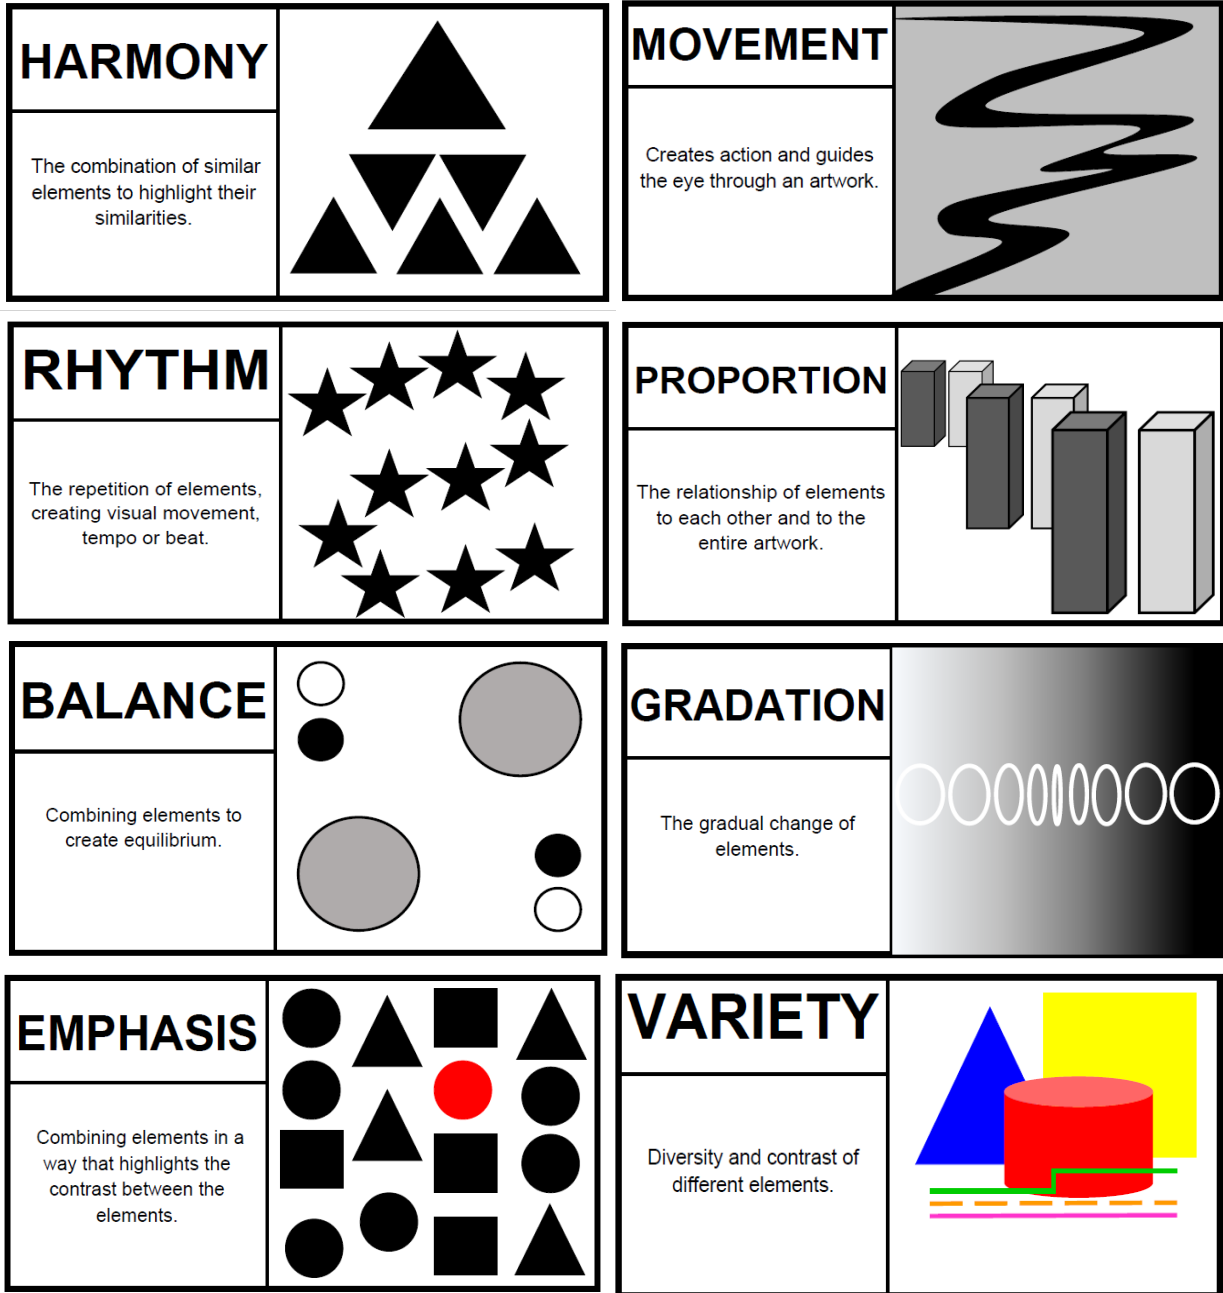 HARMONY
The combination of similar
elements to highlight their
similarities.
MOVEMENT
Creates action and guides
the eye through an artwork.
RHYTHM
The repetition of elements,
creating visual movement,
tempo or beat.
PROPORTION
The relationship of elements
to each other and to the
entire artwork.
BALANCE
Combining elements to
create equilibrium.
GRADATION
The gradual change of
elements.
EMPHASIS
Combining elements in a
way that highlights the
contrast between the
elements.
VARIETY
Diversity and contrast of
different elements.